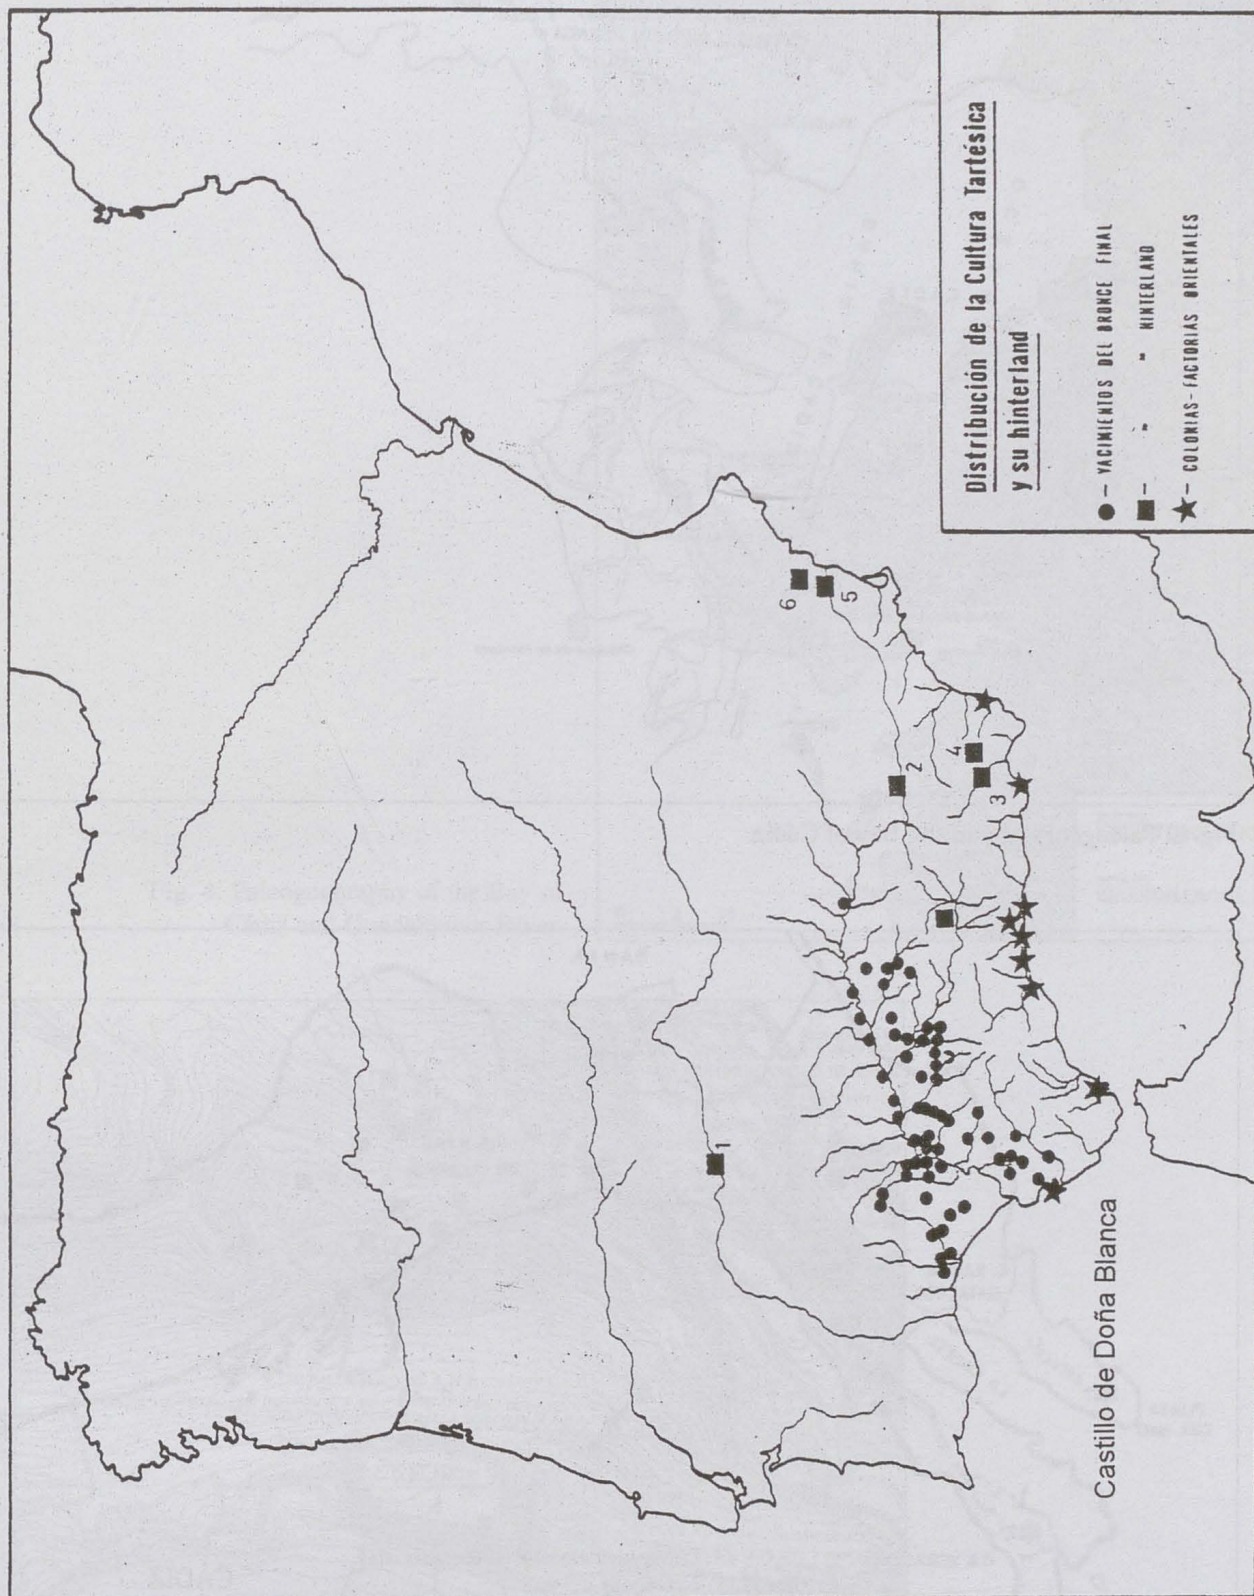 Distribución de la Cultura Tartésica
y su hinterland
● – YACIMIENTOS DEL BRONCE FINAL
■ – " " " HINTERLAND
★ – COLONIAS-FACTORIAS ORIENTALES
6
5
4
2
3
1
Castillo de Doña Blanca